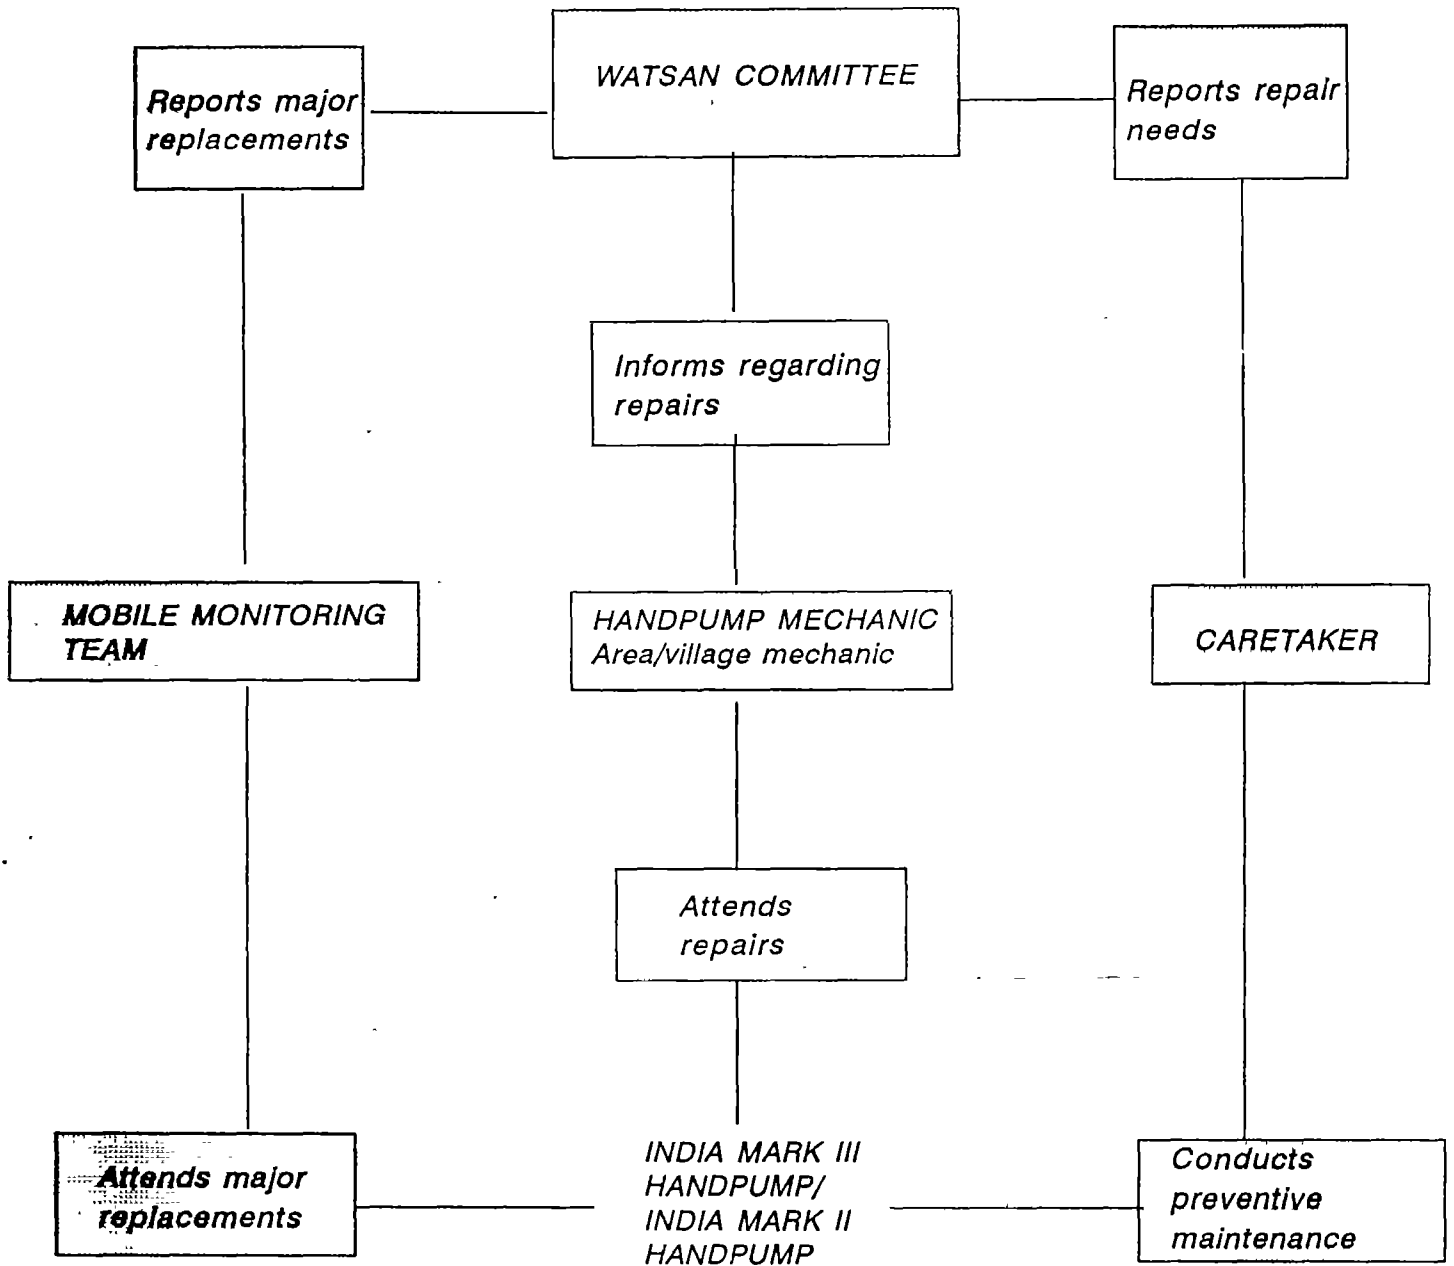 WATSAN COMMITTEE
Reports major
replacements
Reports repair
needs
Informs regarding
repairs
MOBILE MONITORING
TEAM
HANDPUMP MECHANIC
Area/village mechanic
CARETAKER
Attends
repairs
Attends major
replacements
INDIA MARK III
HANDPUMP/
INDIA MARK II
HANDPUMP
Conducts
preventive
maintenance